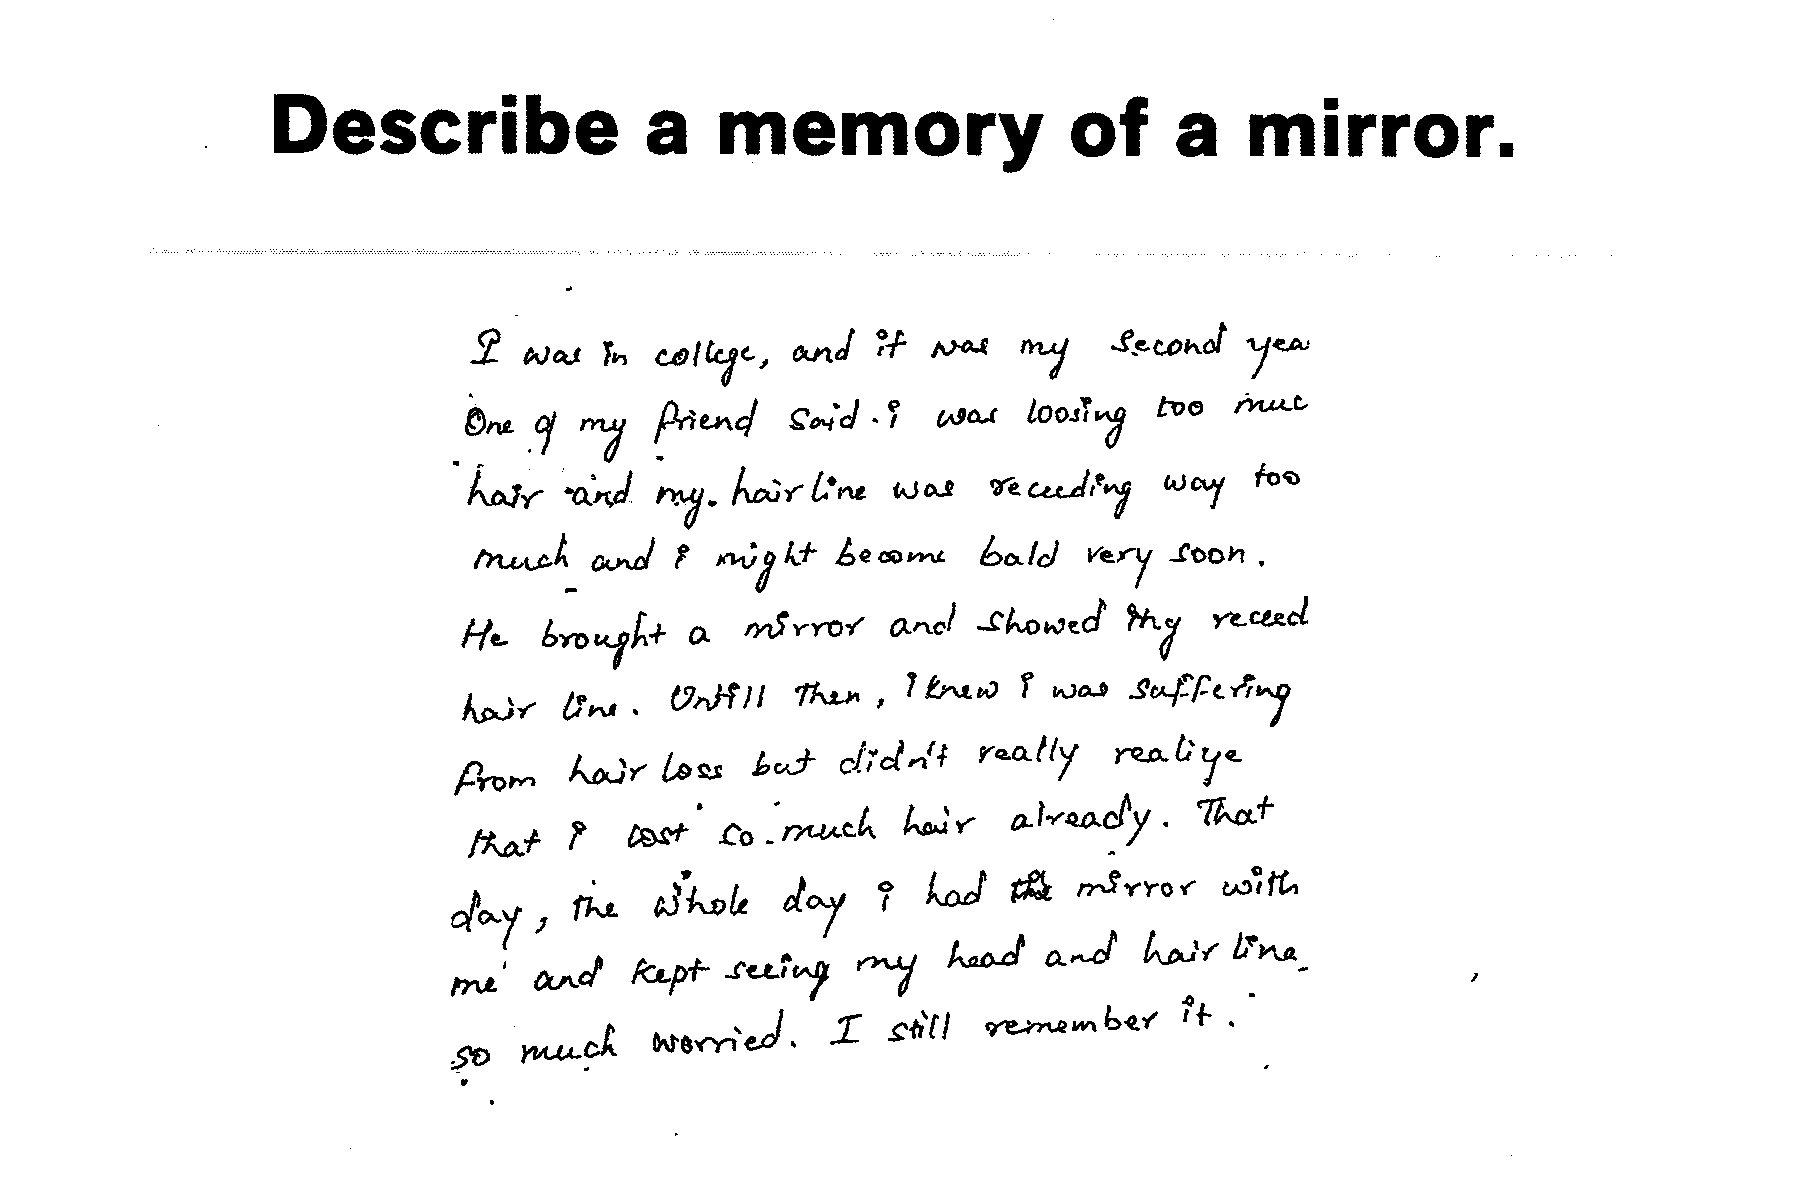 Describe a memory of a mirror.
I was in college, and it was my second yea
One of my friend said i was loosing too muc
hair and my hair line was receeding way too
much and i might become bald very soon.
He brought a mirror and showed my receed
hair line. Untill then, i knew i was suffering
from hair loss but didn't really realize
that i lost so much hair already. That
day, the whole day i had the mirror with
me and kept seeing my head and hair line
so much worried. I still remember it.